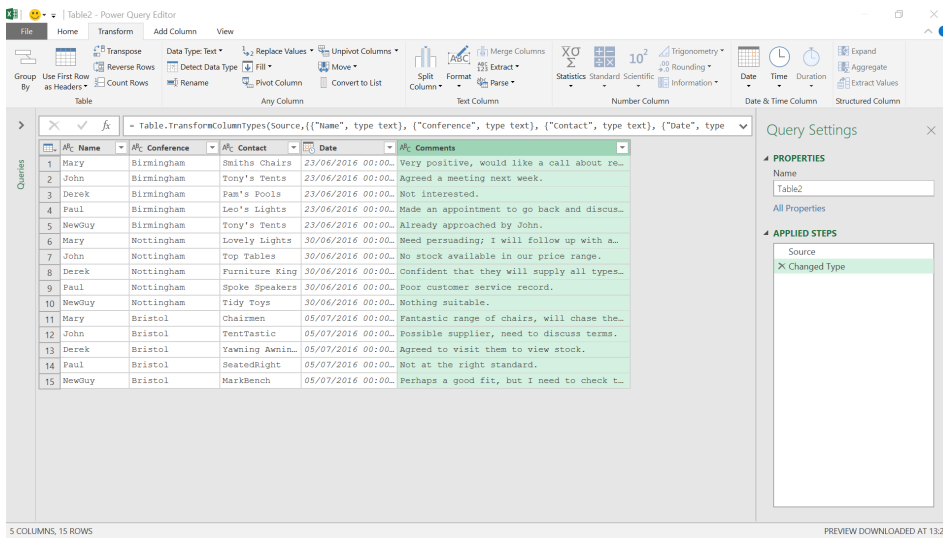 Table2 - Power Query Editor
File Home Transform Add Column View
Group By
Use First Row as Headers
Transpose
Reverse Rows
Count Rows
Table
Data Type: Text
Detect Data Type
Rename
Replace Values
Fill
Pivot Column
Unpivot Columns
Move
Convert to List
Any Column
Split Column
Format
Merge Columns
Extract
Parse
Text Column
Statistics
Standard
Scientific
Trigonometry
Rounding
Information
Number Column
Date
Time
Duration
Date & Time Column
Expand
Aggregate
Extract Values
Structured Column
fx = Table.TransformColumnTypes(Source,{{"Name", type text}, {"Conference", type text}, {"Contact", type text}, {"Date", type
Queries
Name Conference Contact Date Comments
1 Mary Birmingham Smiths Chairs 23/06/2016 00:00… Very positive, would like a call about re…
2 John Birmingham Tony's Tents 23/06/2016 00:00… Agreed a meeting next week.
3 Derek Birmingham Pam's Pools 23/06/2016 00:00… Not interested.
4 Paul Birmingham Leo's Lights 23/06/2016 00:00… Made an appointment to go back and discus…
5 NewGuy Birmingham Tony's Tents 23/06/2016 00:00… Already approached by John.
6 Mary Nottingham Lovely Lights 30/06/2016 00:00… Need persuading; I will follow up with a…
7 John Nottingham Top Tables 30/06/2016 00:00… No stock available in our price range.
8 Derek Nottingham Furniture King 30/06/2016 00:00… Confident that they will supply all types…
9 Paul Nottingham Spoke Speakers 30/06/2016 00:00… Poor customer service record.
10 NewGuy Nottingham Tidy Toys 30/06/2016 00:00… Nothing suitable.
11 Mary Bristol Chairmen 05/07/2016 00:00… Fantastic range of chairs, will chase the…
12 John Bristol TentTastic 05/07/2016 00:00… Possible supplier, need to discuss terms.
13 Derek Bristol Yawning Awnin… 05/07/2016 00:00… Agreed to visit them to view stock.
14 Paul Bristol SeatedRight 05/07/2016 00:00… Not at the right standard.
15 NewGuy Bristol MarkBench 05/07/2016 00:00… Perhaps a good fit, but I need to check t…
Query Settings
PROPERTIES
Name
Table2
All Properties
APPLIED STEPS
Source
Changed Type
5 COLUMNS, 15 ROWS
PREVIEW DOWNLOADED AT 13:2